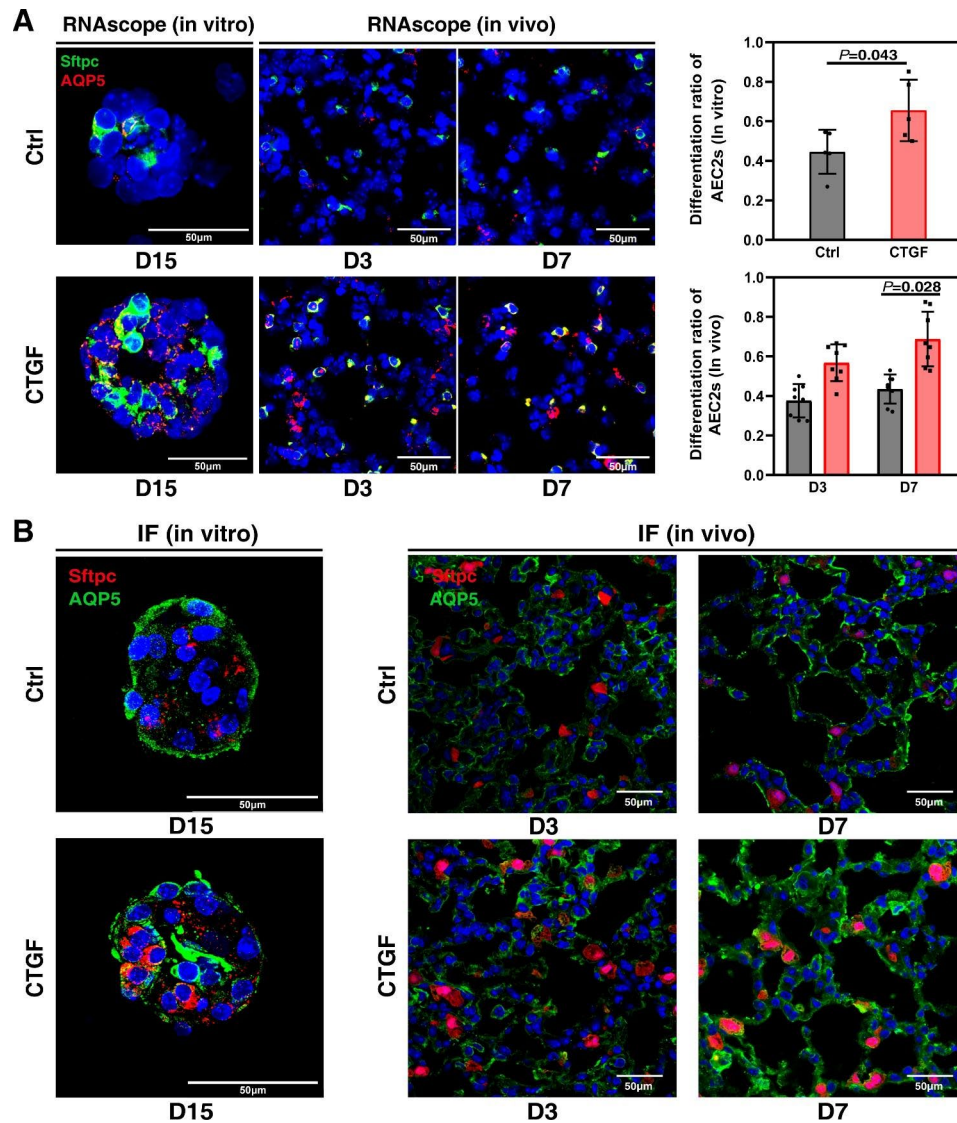 A
RNAscope (in vitro)
RNAscope (in vivo)
Sftpc
AQP5
Ctrl
50µm
50µm
50µm
D15
D3
D7
CTGF
50µm
50µm
50µm
D15
D3
D7
Differentiation ratio of
AEC2s (In vitro)
1.0
0.8
0.6
0.4
0.2
0.0
P=0.043
Ctrl
CTGF
Differentiation ratio of
AEC2s (In vivo)
1.0
0.8
0.6
0.4
0.2
0.0
P=0.028
D3
D7
B
IF (in vitro)
IF (in vivo)
Sftpc
AQP5
Sftpc
AQP5
Ctrl
50µm
50µm
50µm
D15
D3
D7
CTGF
50µm
50µm
50µm
D15
D3
D7